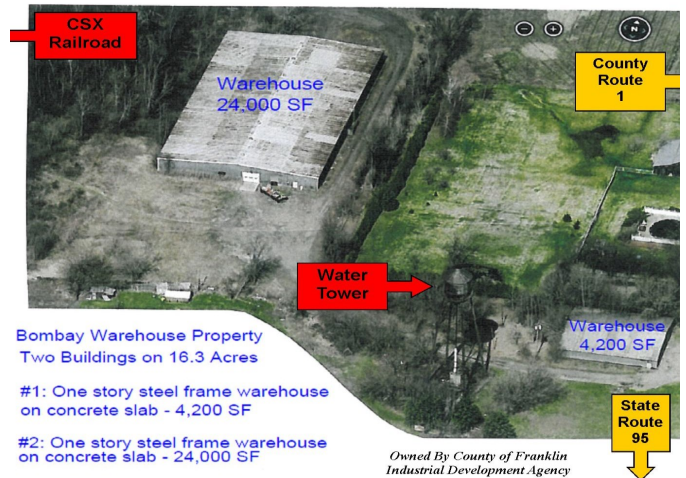 CSX
Railroad
N
Warehouse
24,000 SF
County
Route
1
Water
Tower
Warehouse
4,200 SF
Bombay Warehouse Property
Two Buildings on 16.3 Acres
#1: One story steel frame warehouse
on concrete slab - 4,200 SF
#2: One story steel frame warehouse
on concrete slab - 24,000 SF
State
Route
95
Owned By County of Franklin
Industrial Development Agency